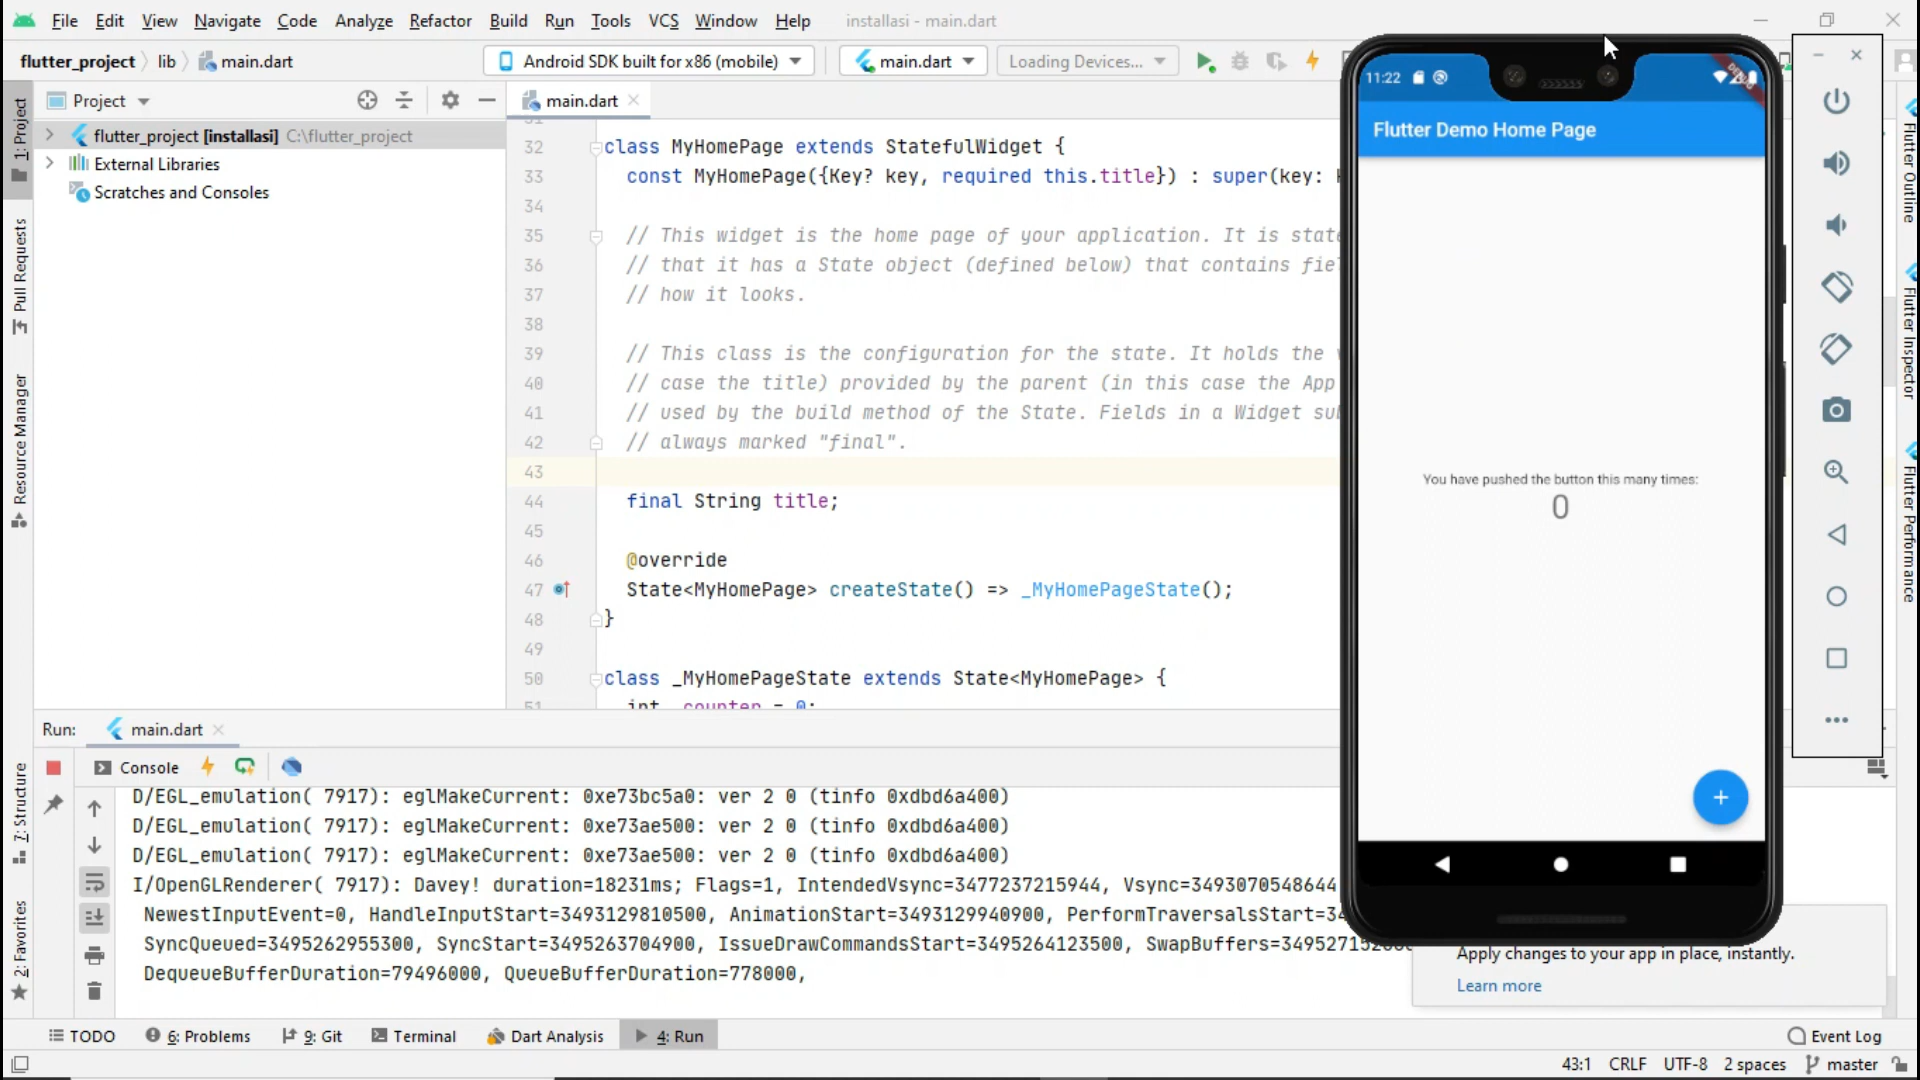 File Edit View Navigate Code Analyze Refactor Build Run Tools VCS Window Help installasi - main.dart
flutter_project lib main.dart Android SDK built for x86 (mobile) main.dart Loading Devices...
Project
main.dart
1: Project
Pull Requests
Resource Manager
7: Structure
2: Favorites
flutter_project [installasi] C:\flutter_project
External Libraries
Scratches and Consoles
31
32 class MyHomePage extends StatefulWidget {
33 const MyHomePage({Key? key, required this.title}) : super(key:
34
35 // This widget is the home page of your application. It is
36 // that it has a State object (defined below) that contains
37 // how it looks.
38
39 // This class is the configuration for the state. It holds the
40 // case the title) provided by the parent (in this case the App
41 // used by the build method of the State. Fields in a Widget
42 // always marked "final".
43
44 final String title;
45
46 @override
47 State<MyHomePage> createState() => _MyHomePageState();
48 }
49
50 class _MyHomePageState extends State<MyHomePage> {
51 int _counter = 0;
11:22
DEBUG
Flutter Demo Home Page
You have pushed the button this many times:
0
+
Flutter Outline
Flutter Inspector
Flutter Performance
Run: main.dart
Console
D/EGL_emulation( 7917): eglMakeCurrent: 0xe73bc5a0: ver 2 0 (tinfo 0xdbd6a400)
D/EGL_emulation( 7917): eglMakeCurrent: 0xe73ae500: ver 2 0 (tinfo 0xdbd6a400)
D/EGL_emulation( 7917): eglMakeCurrent: 0xe73ae500: ver 2 0 (tinfo 0xdbd6a400)
I/OpenGLRenderer( 7917): Davey! duration=18231ms; Flags=1, IntendedVsync=3477237215944, Vsync=3493070548644
NewestInputEvent=0, HandleInputStart=3493129810500, AnimationStart=3493129940900, PerformTraversalsStart=34
SyncQueued=3495262955300, SyncStart=3495263704900, IssueDrawCommandsStart=3495264123500,
DequeueBufferDuration=79496000, QueueBufferDuration=778000,
Apply changes to your app in place, instantly.
Learn more
TODO 6: Problems 9: Git Terminal Dart Analysis 4: Run Event Log
43:1 CRLF UTF-8 2 spaces master